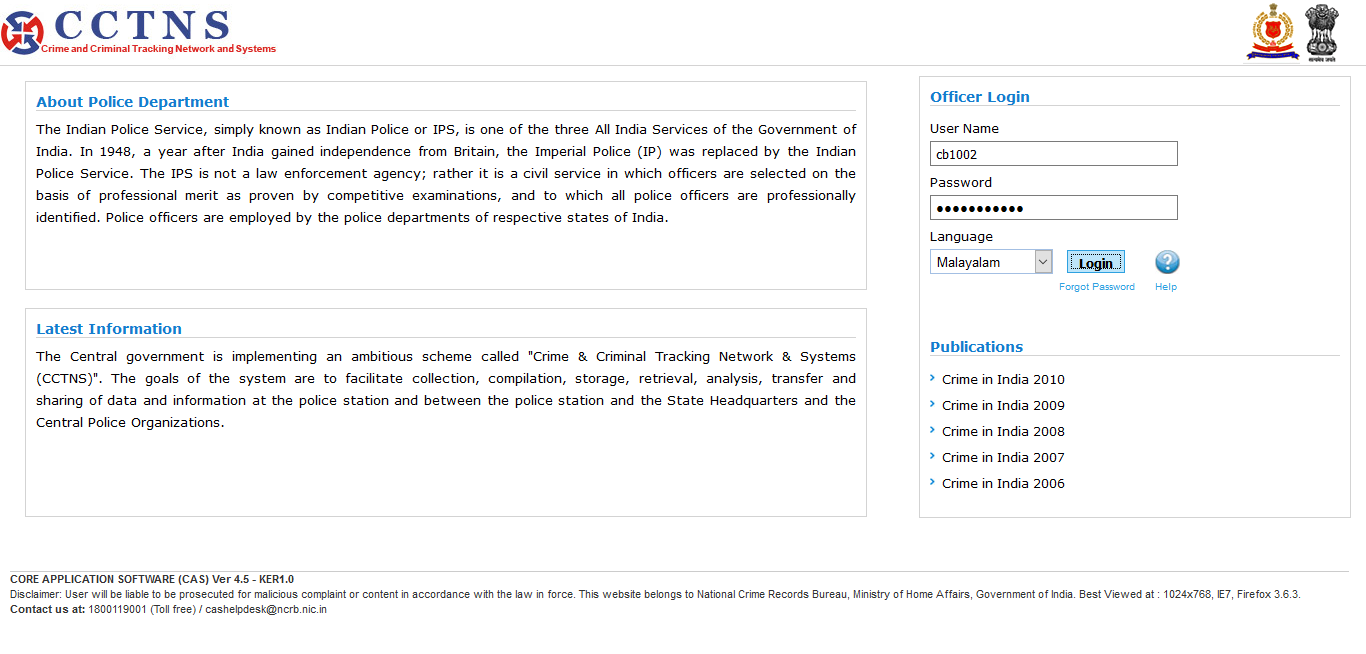 CCTNS
Crime and Criminal Tracking Network and Systems
सत्यमेव जयते
About Police Department
The Indian Police Service, simply known as Indian Police or IPS, is one of the three All India Services of the Government of
India. In 1948, a year after India gained independence from Britain, the Imperial Police (IP) was replaced by the Indian
Police Service. The IPS is not a law enforcement agency; rather it is a civil service in which officers are selected on the
basis of professional merit as proven by competitive examinations, and to which all police officers are professionally
identified. Police officers are employed by the police departments of respective states of India.
Latest Information
The Central government is implementing an ambitious scheme called "Crime & Criminal Tracking Network & Systems
(CCTNS)". The goals of the system are to facilitate collection, compilation, storage, retrieval, analysis, transfer and
sharing of data and information at the police station and between the police station and the State Headquarters and the
Central Police Organizations.
Officer Login
User Name
cb1002
Password
●●●●●●●●●●●
Language
Malayalam
Login
?
Forgot Password
Help
Publications
Crime in India 2010
Crime in India 2009
Crime in India 2008
Crime in India 2007
Crime in India 2006
CORE APPLICATION SOFTWARE (CAS) Ver 4.5 - KER1.0
Disclaimer: User will be liable to be prosecuted for malicious complaint or content in accordance with the law in force. This website belongs to National Crime Records Bureau, Ministry of Home Affairs, Government of India. Best Viewed at : 1024x768, IE7, Firefox 3.6.3.
Contact us at: 1800119001 (Toll free) / cashelpdesk@ncrb.nic.in